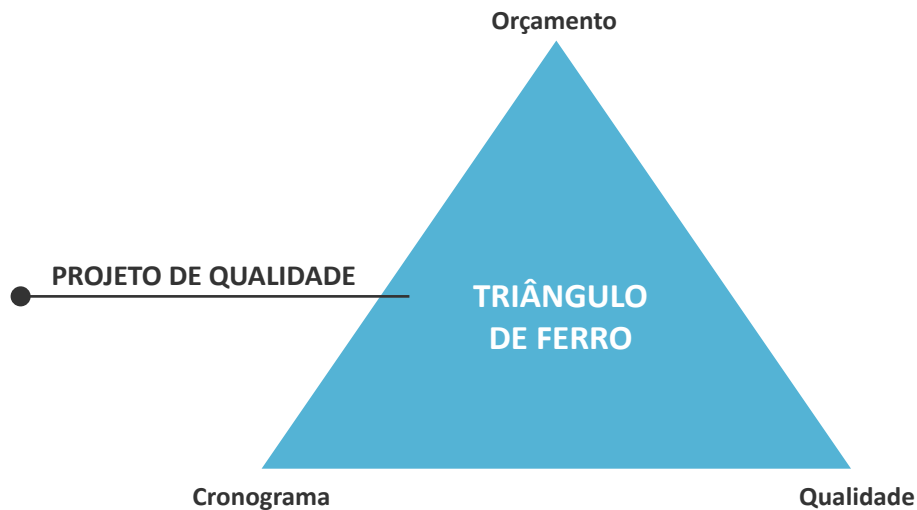 Orçamento
PROJETO DE QUALIDADE
TRIÂNGULO
DE FERRO
Cronograma
Qualidade